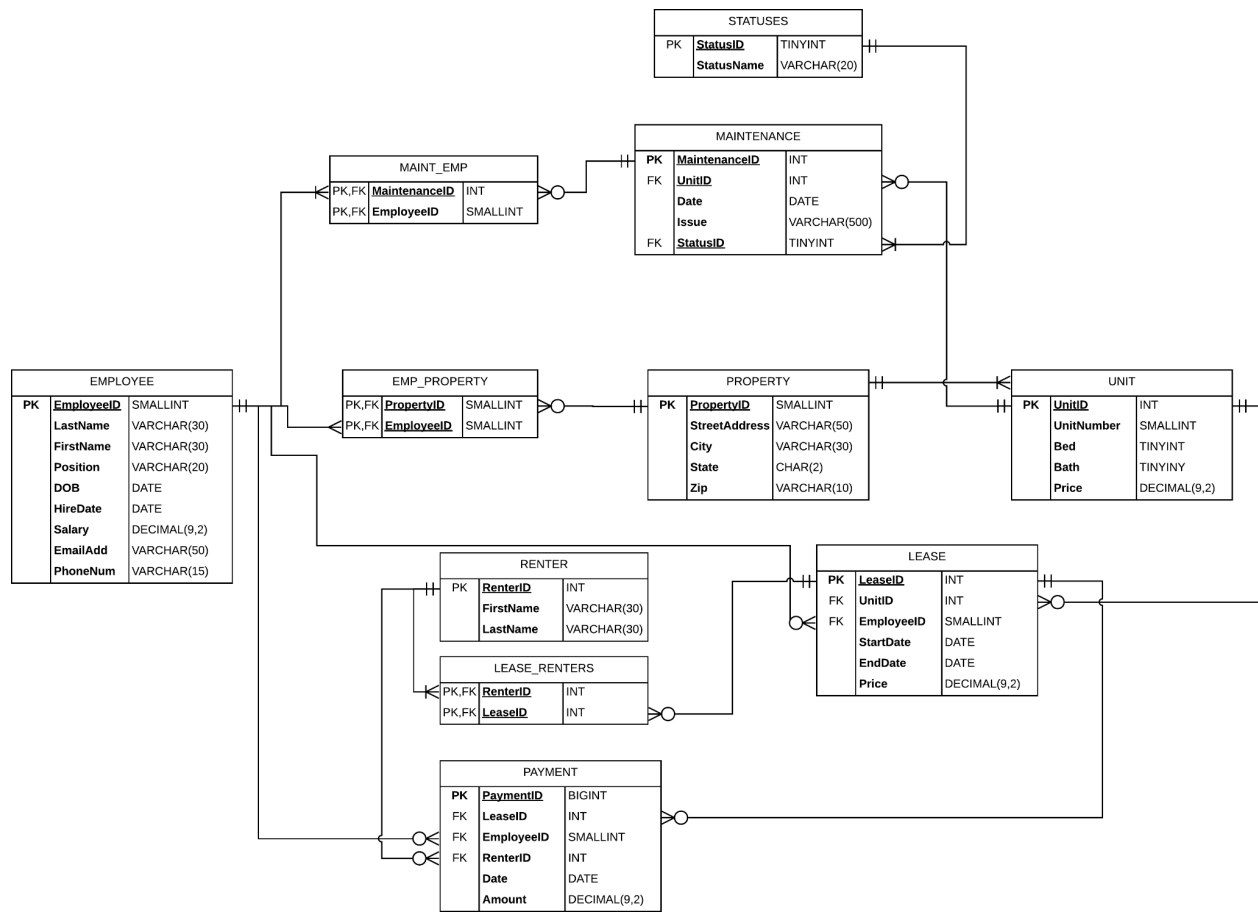 STATUSES
PK StatusID TINYINT
StatusName VARCHAR(20)
MAINTENANCE
PK MaintenanceID INT
FK UnitID INT
Date DATE
Issue VARCHAR(500)
FK StatusID TINYINT
MAINT_EMP
PK,FK MaintenanceID INT
PK,FK EmployeeID SMALLINT
EMPLOYEE
PK EmployeeID SMALLINT
LastName VARCHAR(30)
FirstName VARCHAR(30)
Position VARCHAR(20)
DOB DATE
HireDate DATE
Salary DECIMAL(9,2)
EmailAdd VARCHAR(50)
PhoneNum VARCHAR(15)
EMP_PROPERTY
PK,FK PropertyID SMALLINT
PK,FK EmployeeID SMALLINT
PROPERTY
PK PropertyID SMALLINT
StreetAddress VARCHAR(50)
City VARCHAR(30)
State CHAR(2)
Zip VARCHAR(10)
UNIT
PK UnitID INT
UnitNumber SMALLINT
Bed TINYINT
Bath TINYINY
Price DECIMAL(9,2)
RENTER
PK RenterID INT
FirstName VARCHAR(30)
LastName VARCHAR(30)
LEASE
PK LeaseID INT
FK UnitID INT
FK EmployeeID SMALLINT
StartDate DATE
EndDate DATE
Price DECIMAL(9,2)
LEASE_RENTERS
PK,FK RenterID INT
PK,FK LeaseID INT
PAYMENT
PK PaymentID BIGINT
FK LeaseID INT
FK EmployeeID SMALLINT
FK RenterID INT
Date DATE
Amount DECIMAL(9,2)